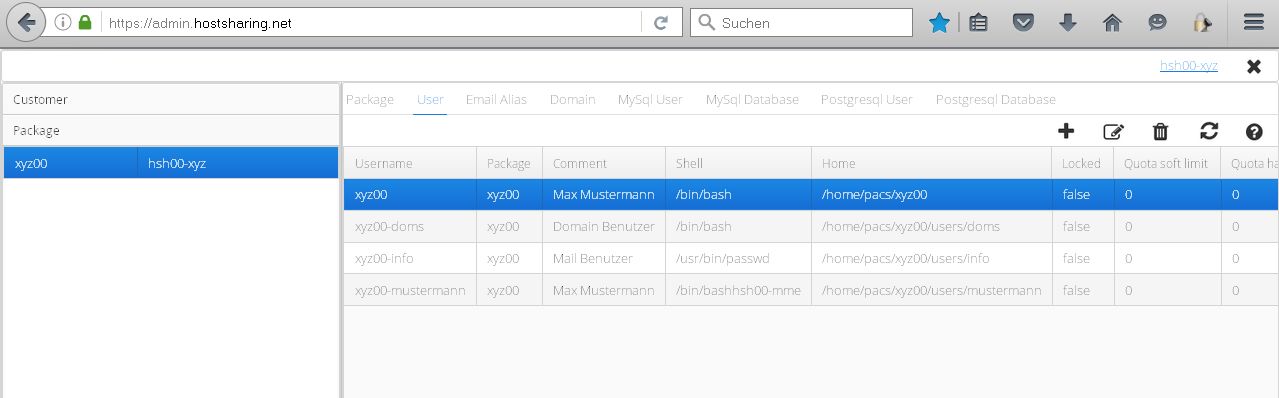 https://admin.hostsharing.net Suchen
hsh00-xyz
Customer
Package
xyz00 hsh00-xyz
Package User Email Alias Domain MySql User MySql Database Postgresql User Postgresql Database
Username Package Comment Shell Home Locked Quota soft limit Quota ha
xyz00 xyz00 Max Mustermann /bin/bash /home/pacs/xyz00 false 0 0
xyz00-doms xyz00 Domain Benutzer /bin/bash /home/pacs/xyz00/users/doms false 0 0
xyz00-info xyz00 Mail Benutzer /usr/bin/passwd /home/pacs/xyz00/users/info false 0 0
xyz00-mustermann xyz00 Max Mustermann /bin/bashhsh00-mme /home/pacs/xyz00/users/mustermann false 0 0